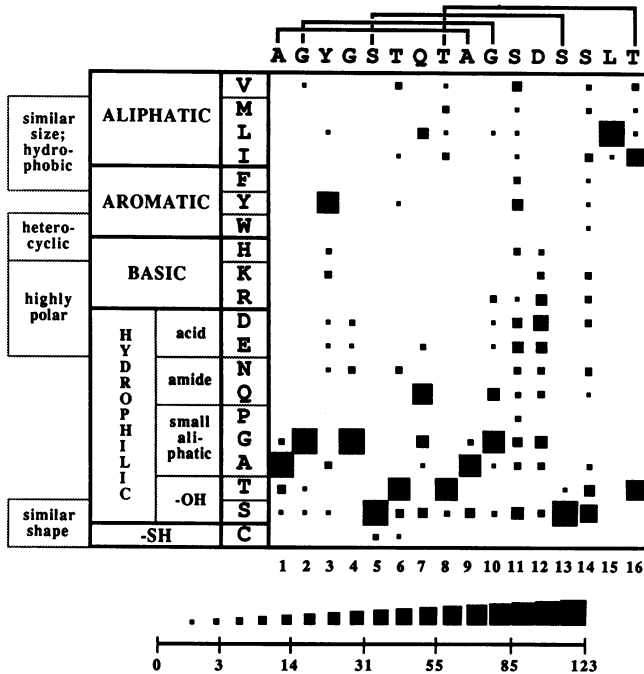 A G Y G S T Q T A G S D S S L T
similar
size;
hydro-
phobic
ALIPHATIC
V
M
L
I
AROMATIC
F
Y
W
hetero-
cyclic
highly
polar
BASIC
H
K
R
HYDROPHILIC
acid
D
E
amide
N
Q
small
ali-
phatic
P
G
A
-OH
T
S
similar
shape
-SH
C
1 2 3 4 5 6 7 8 9 10 11 12 13 14 15 16
0 3 14 31 55 85 123